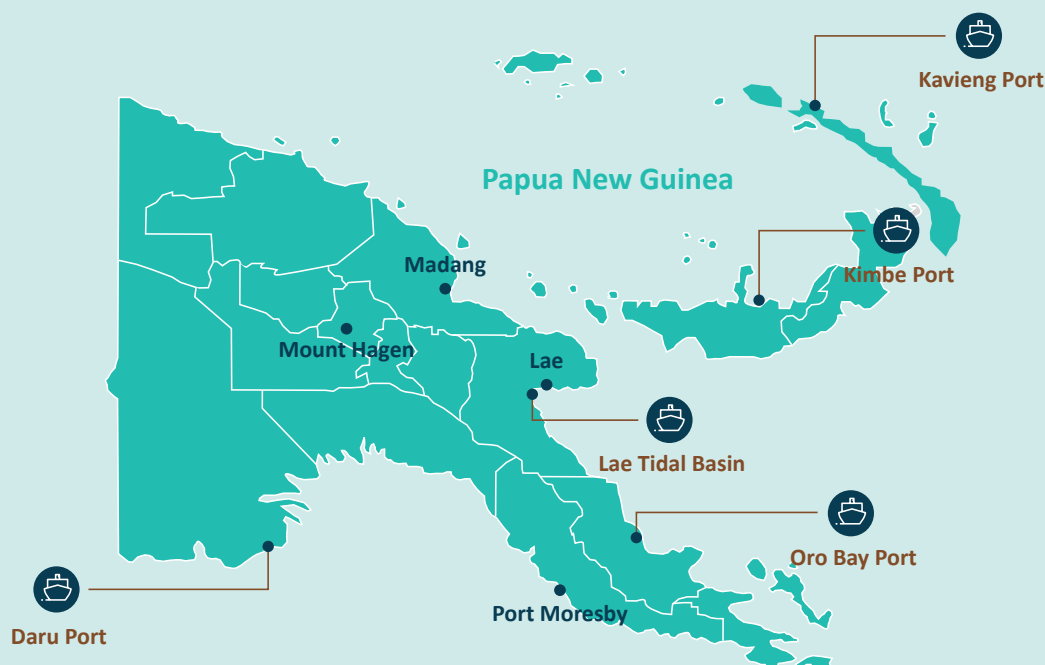 Kavieng Port
Papua New Guinea
Madang
Kimbe Port
Mount Hagen
Lae
Lae Tidal Basin
Oro Bay Port
Port Moresby
Daru Port